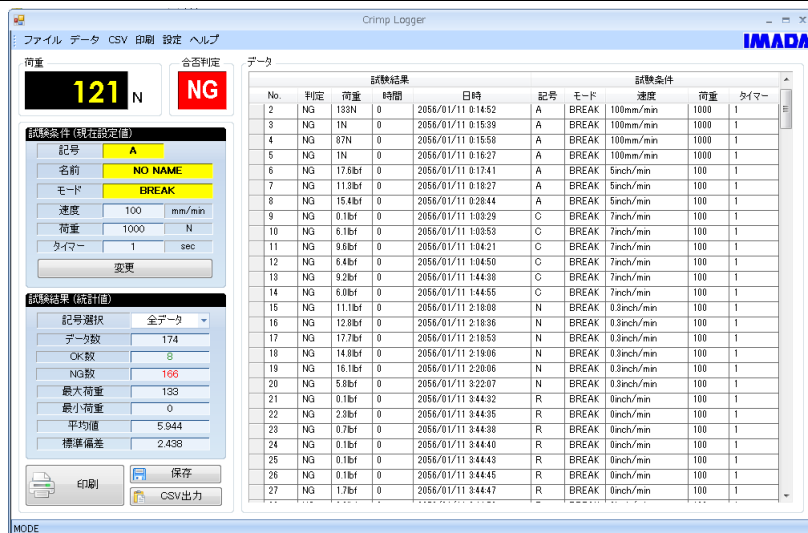 Crimp Logger
ファイル データ CSV 印刷 設定 ヘルプ
IMADA
荷重
合否判定
121 N
NG
試験条件(現在設定値)
記号 A
名前 NO NAME
モード BREAK
速度 100 mm/min
荷重 1000 N
タイマー 1 sec
変更
試験結果(統計値)
記号選択 全データ
データ数 174
OK数 8
NG数 166
最大荷重 133
最小荷重 0
平均値 5.944
標準偏差 2.438
印刷
保存
CSV出力
データ
試験結果 試験条件
No. 判定 荷重 時間 日時 記号 モード 速度 荷重 タイマー
2 NG 133N 0 2056/01/11 0:14:52 A BREAK 100mm/min 1000 1
3 NG 1N 0 2056/01/11 0:15:39 A BREAK 100mm/min 1000 1
4 NG 87N 0 2056/01/11 0:15:58 A BREAK 100mm/min 1000 1
5 NG 1N 0 2056/01/11 0:16:27 A BREAK 100mm/min 1000 1
6 NG 17.6lbf 0 2056/01/11 0:17:41 A BREAK 5inch/min 100 1
7 NG 11.3lbf 0 2056/01/11 0:18:27 A BREAK 5inch/min 100 1
8 NG 15.4lbf 0 2056/01/11 0:28:44 A BREAK 5inch/min 100 1
9 NG 0.1lbf 0 2056/01/11 1:03:29 C BREAK 7inch/min 100 1
10 NG 6.1lbf 0 2056/01/11 1:03:53 C BREAK 7inch/min 100 1
11 NG 9.6lbf 0 2056/01/11 1:04:21 C BREAK 7inch/min 100 1
12 NG 6.4lbf 0 2056/01/11 1:04:50 C BREAK 7inch/min 100 1
13 NG 9.2lbf 0 2056/01/11 1:44:38 C BREAK 7inch/min 100 1
14 NG 6.0lbf 0 2056/01/11 1:44:55 C BREAK 7inch/min 100 1
15 NG 11.1lbf 0 2056/01/11 2:18:08 N BREAK 0.3inch/min 100 1
16 NG 12.8lbf 0 2056/01/11 2:18:36 N BREAK 0.3inch/min 100 1
17 NG 17.7lbf 0 2056/01/11 2:18:53 N BREAK 0.3inch/min 100 1
18 NG 14.8lbf 0 2056/01/11 2:19:06 N BREAK 0.3inch/min 100 1
19 NG 16.1lbf 0 2056/01/11 2:20:06 N BREAK 0.3inch/min 100 1
20 NG 5.8lbf 0 2056/01/11 3:22:07 N BREAK 0.3inch/min 100 1
21 NG 0.1lbf 0 2056/01/11 3:44:32 R BREAK 0inch/min 100 1
22 NG 2.3lbf 0 2056/01/11 3:44:35 R BREAK 0inch/min 100 1
23 NG 0.7lbf 0 2056/01/11 3:44:38 R BREAK 0inch/min 100 1
24 NG 0.1lbf 0 2056/01/11 3:44:40 R BREAK 0inch/min 100 1
25 NG 0.1lbf 0 2056/01/11 3:44:43 R BREAK 0inch/min 100 1
26 NG 0.1lbf 0 2056/01/11 3:44:45 R BREAK 0inch/min 100 1
27 NG 1.7lbf 0 2056/01/11 3:44:47 R BREAK 0inch/min 100 1
MODE